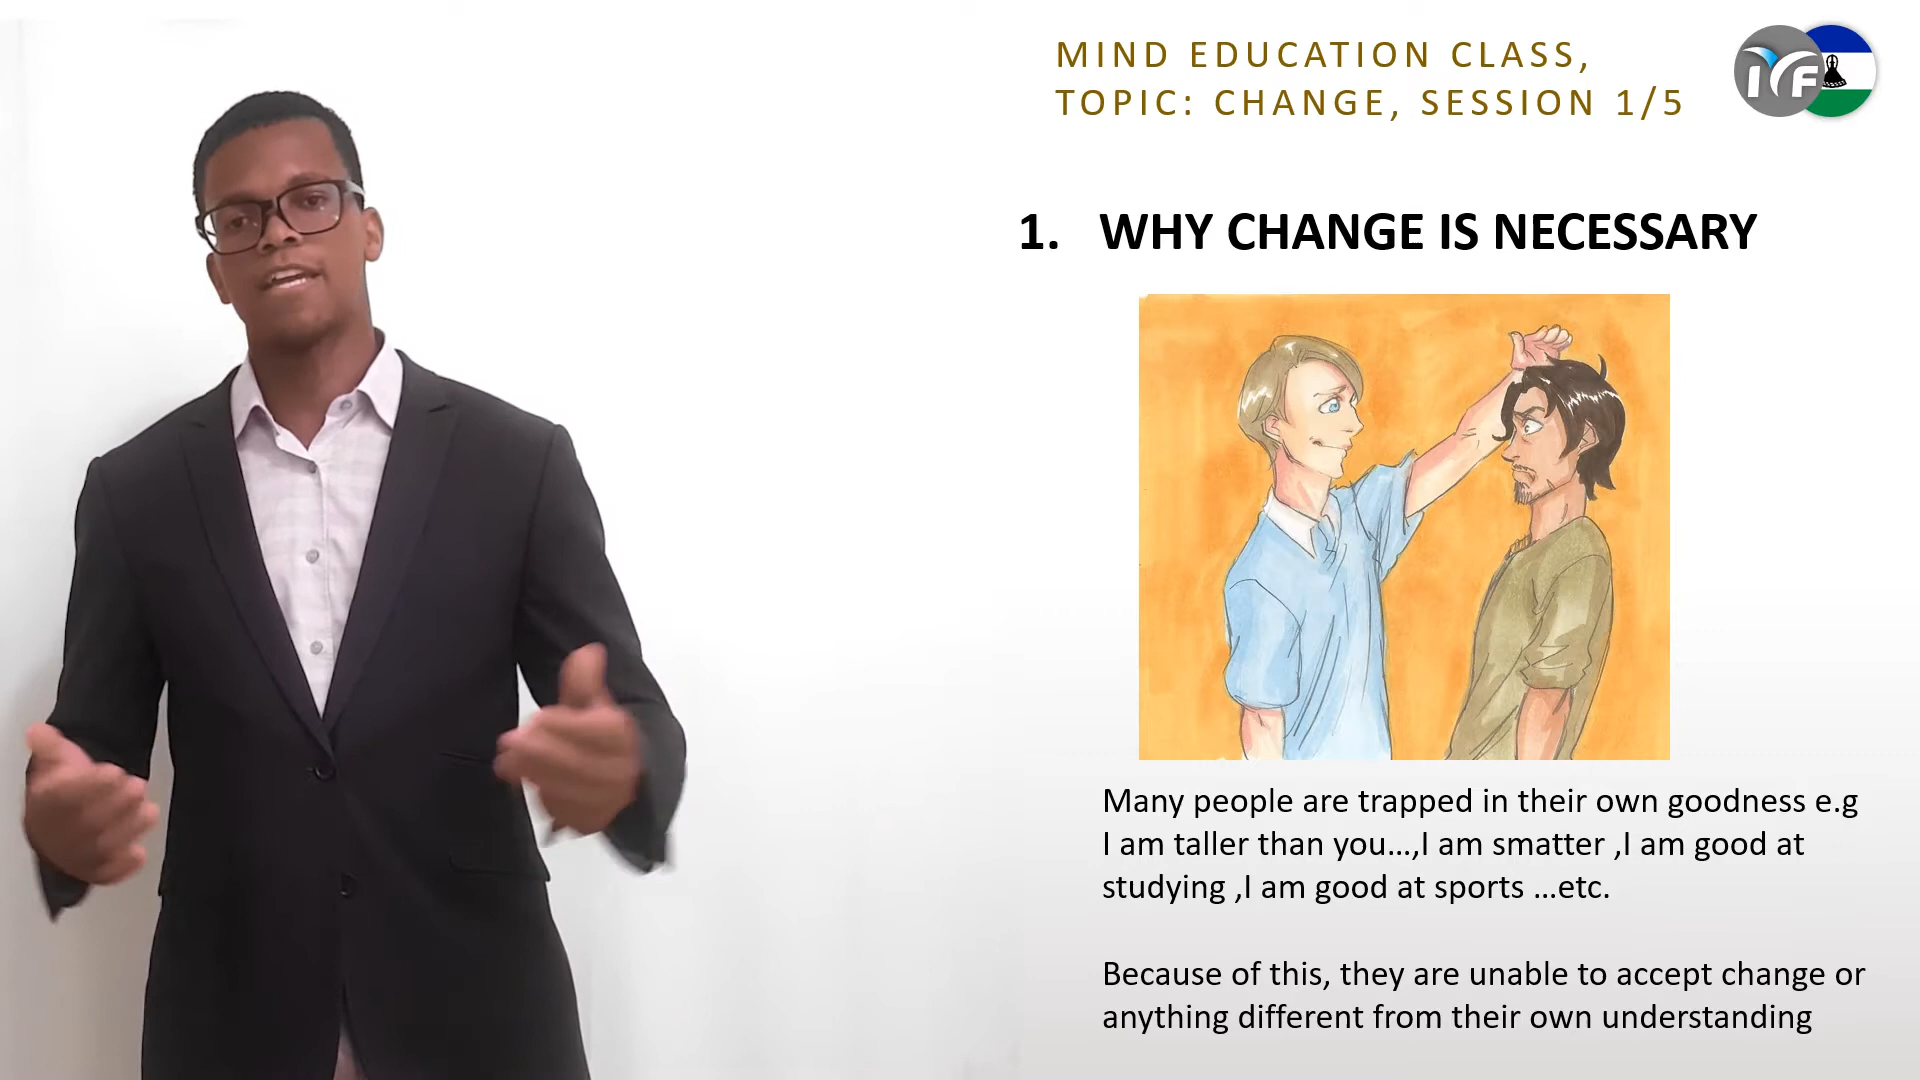 MIND EDUCATION CLASS,
TOPIC: CHANGE, SESSION 1/5
IYF
1. WHY CHANGE IS NECESSARY
Many people are trapped in their own goodness e.g
I am taller than you...,I am smatter ,I am good at
studying ,I am good at sports ...etc.
Because of this, they are unable to accept change or
anything different from their own understanding